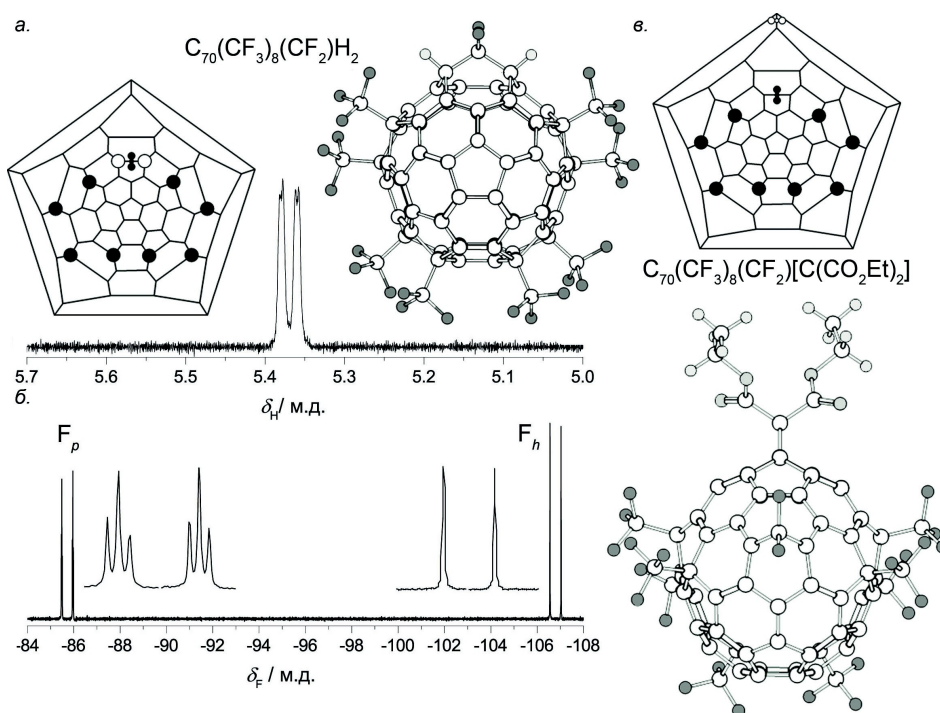 а.
C₇₀(CF₃)₈(CF₂)H₂
5.7 5.6 5.5 5.4 5.3 5.2 5.1 5.0
δH/ м.д.
б.
Fp
Fh
-84 -86 -88 -90 -92 -94 -96 -98 -100 -102 -104 -106 -108
δF / м.д.
в.
C₇₀(CF₃)₈(CF₂)[C(CO₂Et)₂]